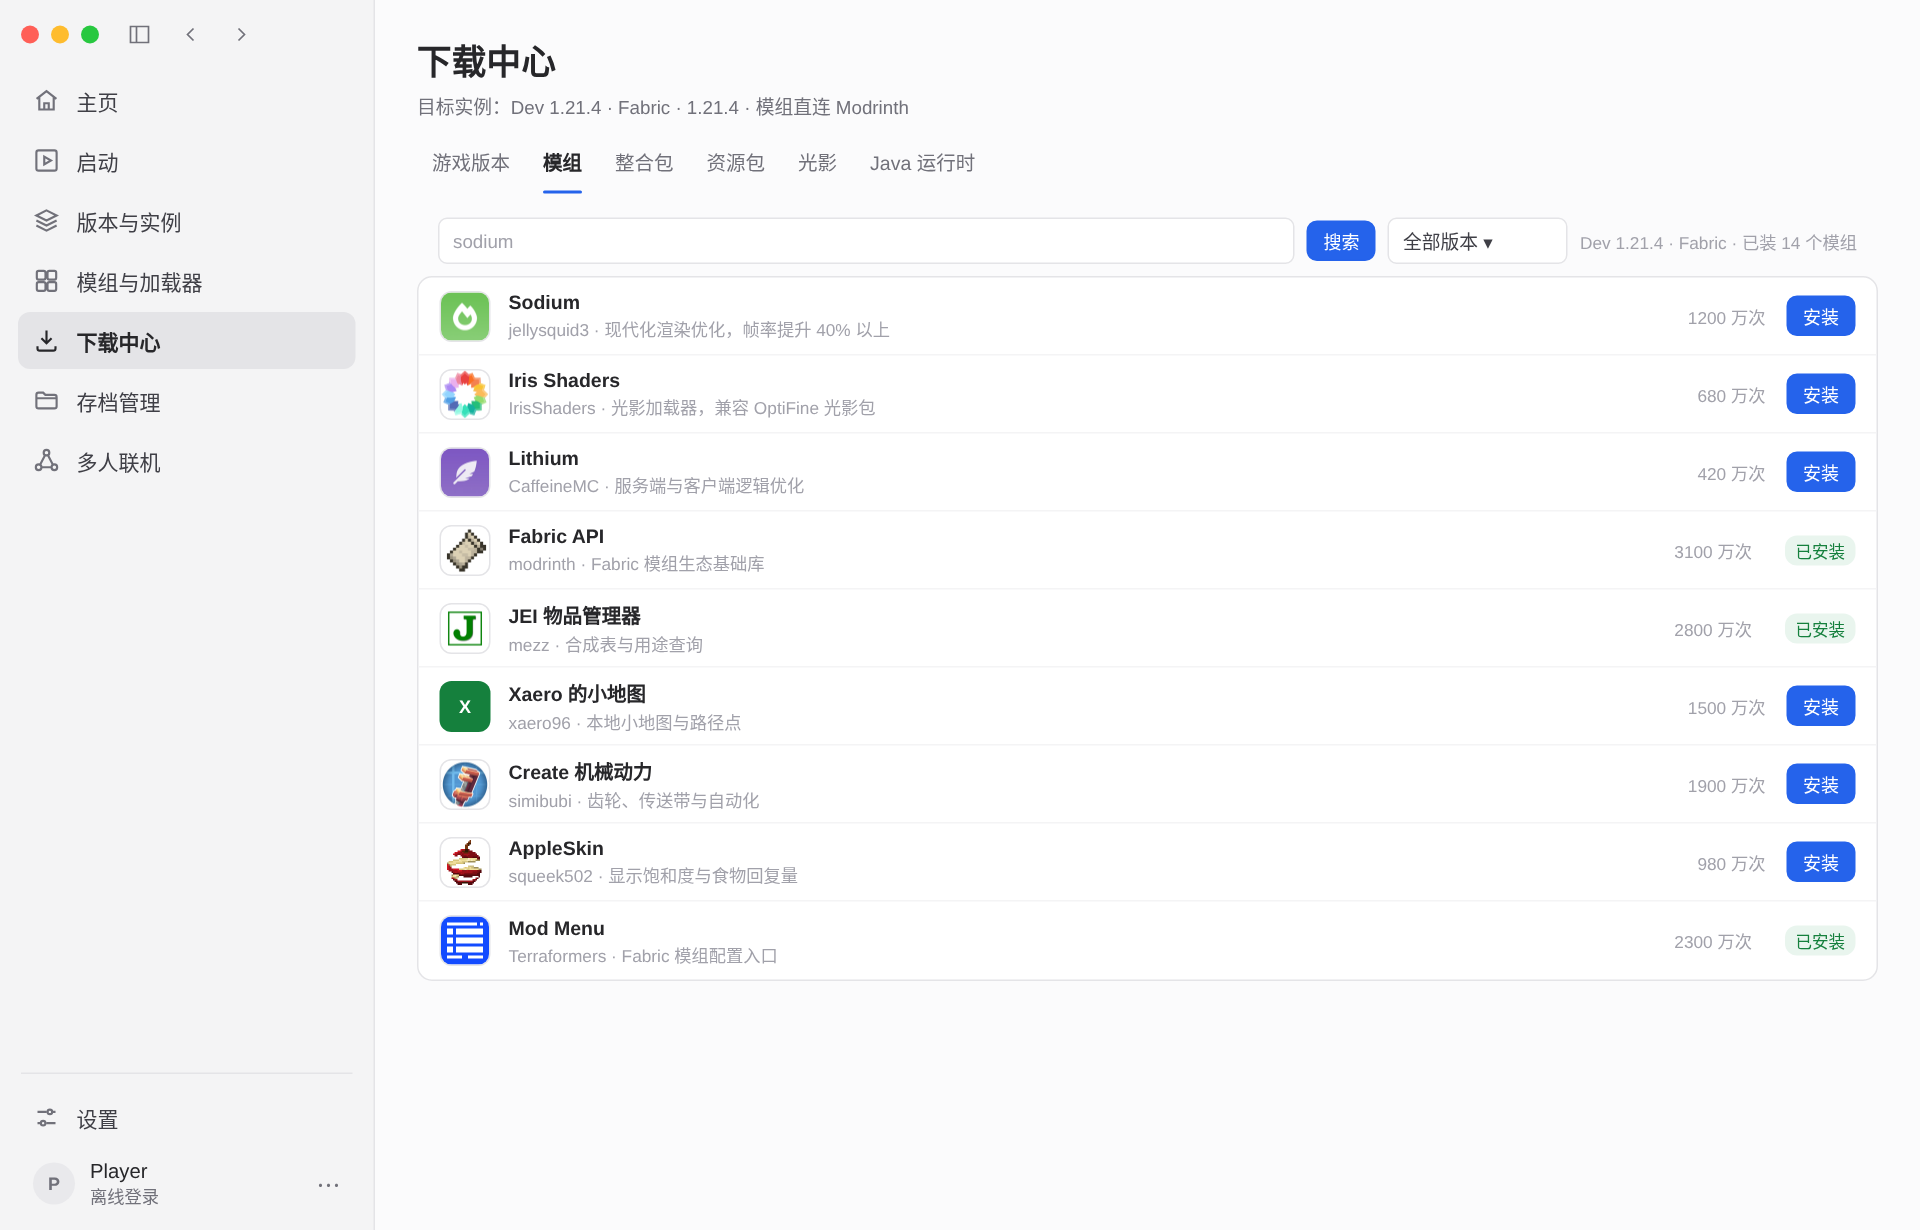 主页
启动
版本与实例
模组与加载器
下载中心
存档管理
多人联机
设置
P
Player
离线登录
下载中心
目标实例：Dev 1.21.4 · Fabric · 1.21.4 · 模组直连 Modrinth
游戏版本 模组 整合包 资源包 光影 Java 运行时
sodium 搜索 全部版本 ▾ Dev 1.21.4 · Fabric · 已装 14 个模组
Sodium
jellysquid3 · 现代化渲染优化，帧率提升 40% 以上
1200 万次 安装
Iris Shaders
IrisShaders · 光影加载器，兼容 OptiFine 光影包
680 万次 安装
Lithium
CaffeineMC · 服务端与客户端逻辑优化
420 万次 安装
Fabric API
modrinth · Fabric 模组生态基础库
3100 万次 已安装
J
JEI 物品管理器
mezz · 合成表与用途查询
2800 万次 已安装
X
Xaero 的小地图
xaero96 · 本地小地图与路径点
1500 万次 安装
Create 机械动力
simibubi · 齿轮、传送带与自动化
1900 万次 安装
AppleSkin
squeek502 · 显示饱和度与食物回复量
980 万次 安装
Mod Menu
Terraformers · Fabric 模组配置入口
2300 万次 已安装